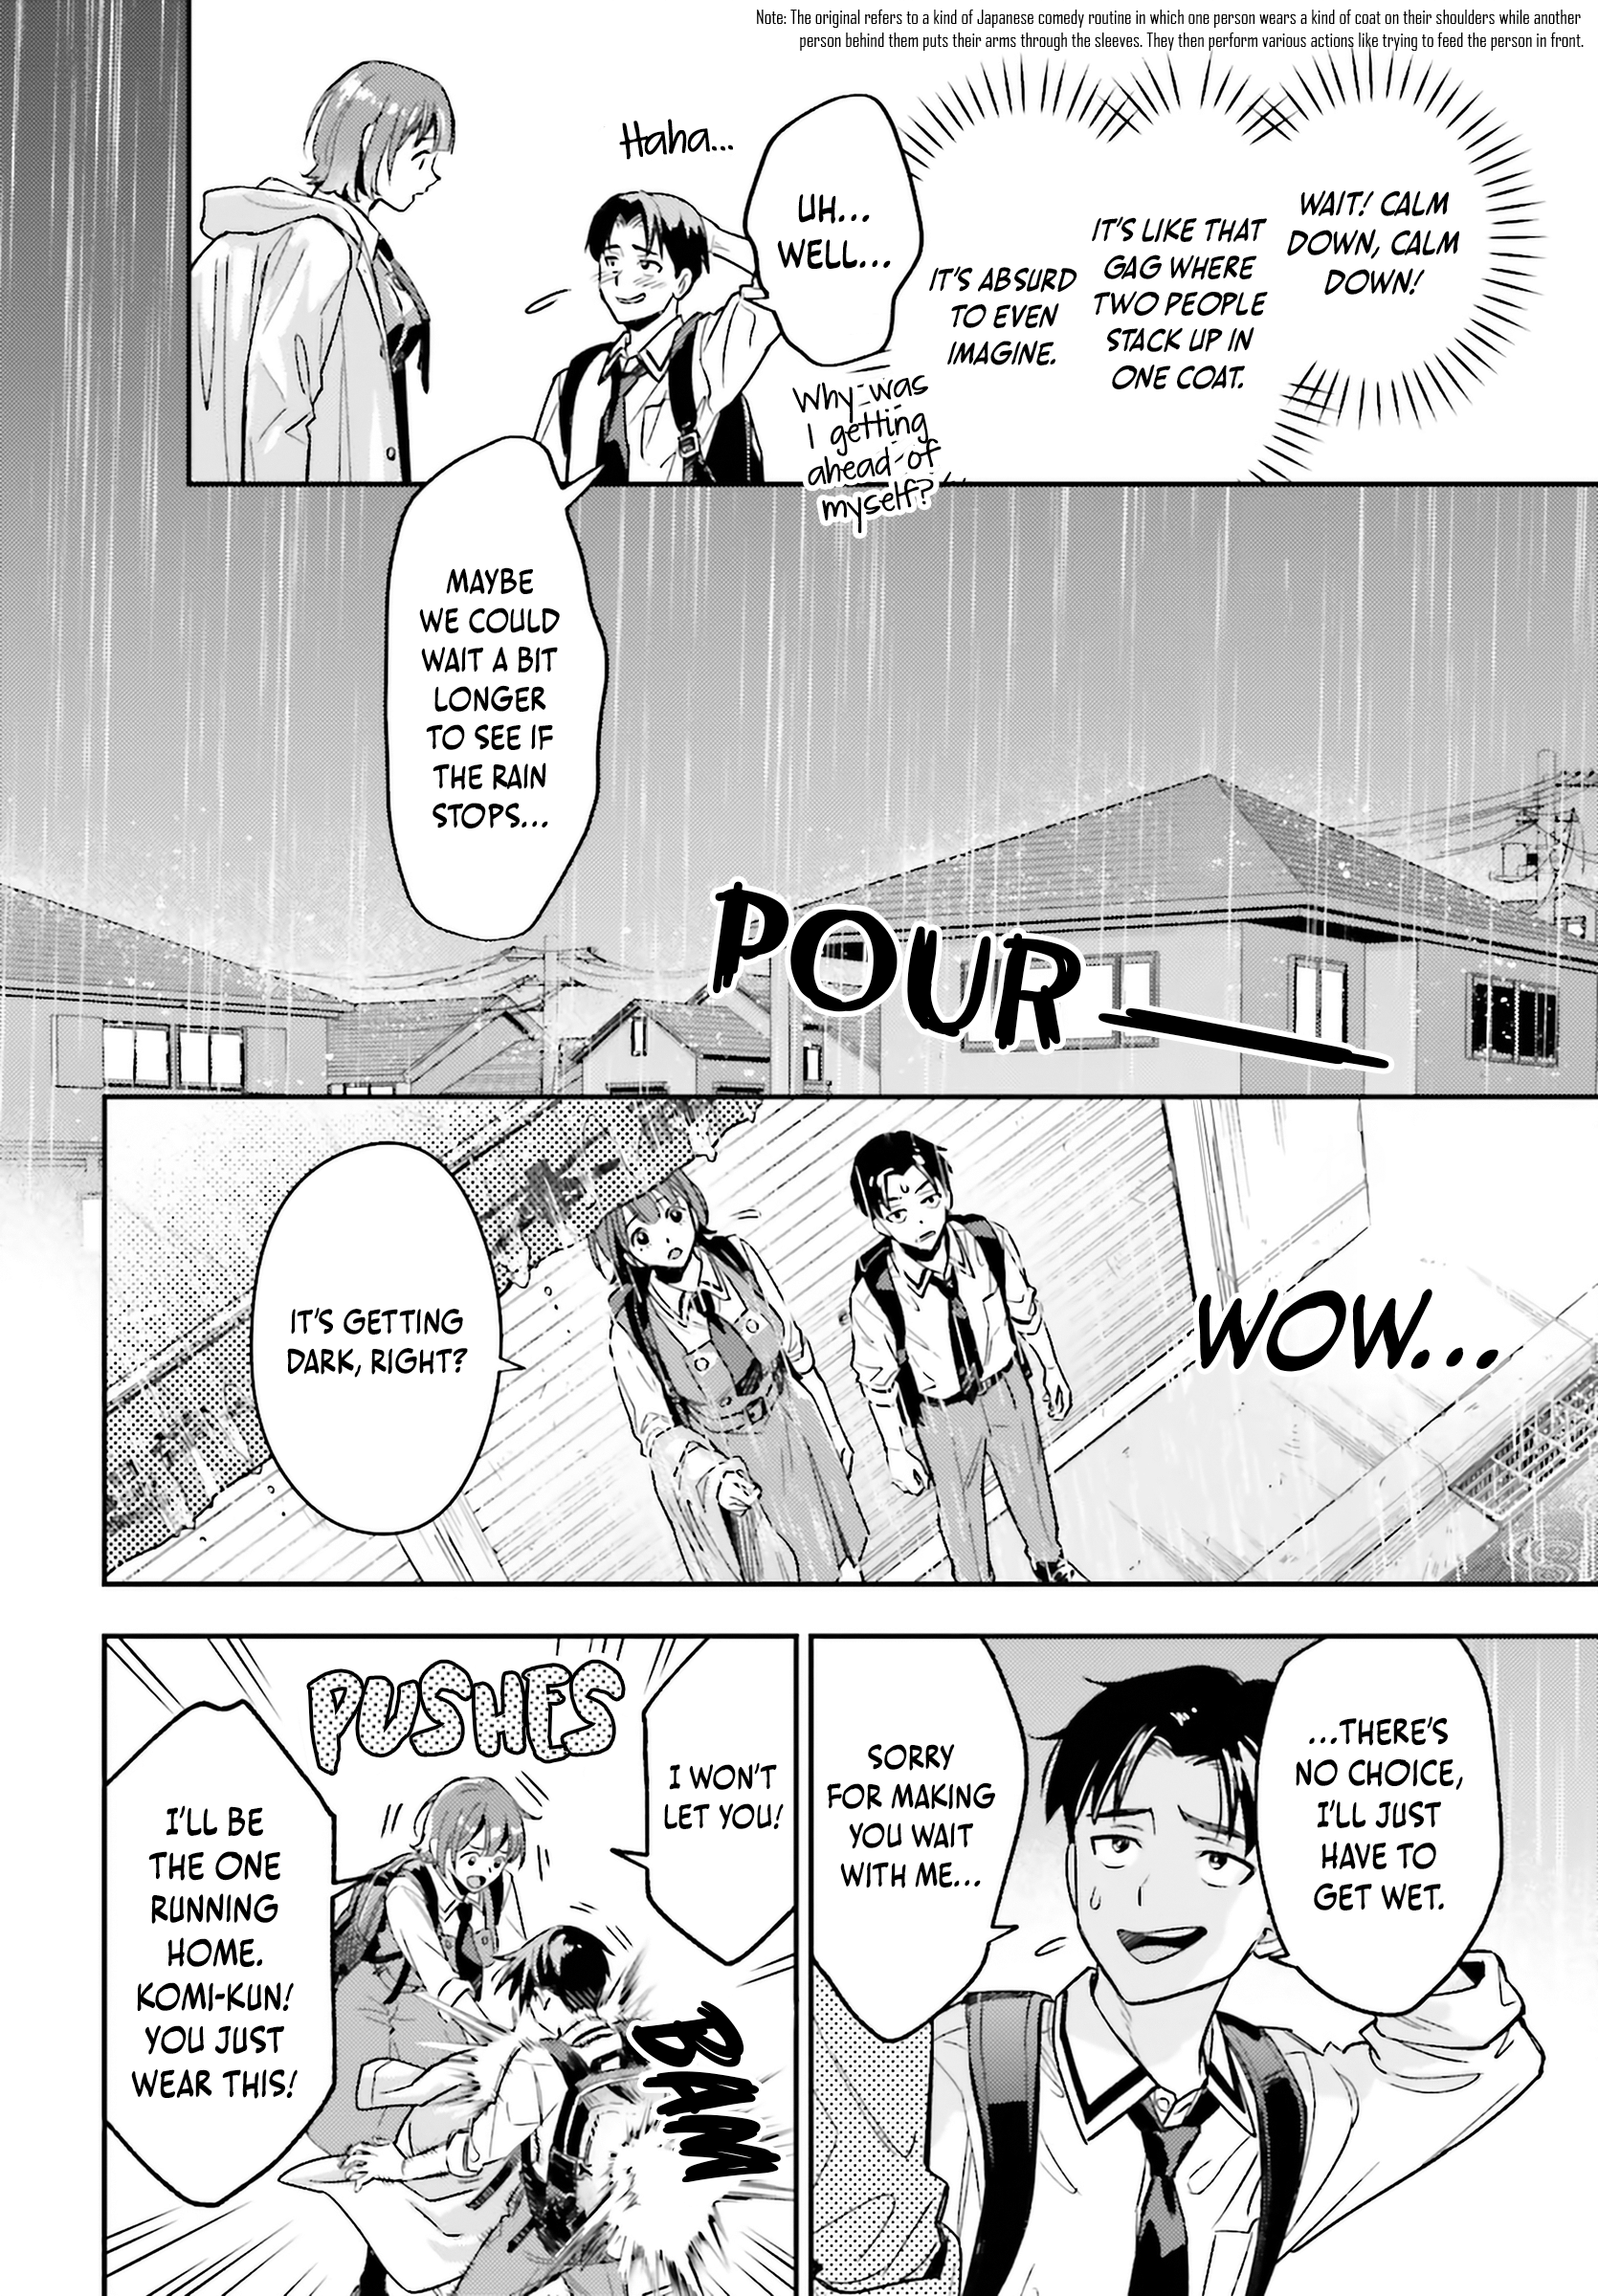 Note: The original refers to a kind of Japanese comedy routine in which one person wears a kind of coat on their shoulders while another
person behind them puts their arms through the sleeves. They then perform various actions like trying to feed the person in front.
WAIT! CALM
DOWN, CALM
DOWN!
IT'S LIKE THAT
GAG WHERE
TWO PEOPLE
STACK UP IN
ONE COAT.
IT'S ABSURD
TO EVEN
IMAGINE.
UH...
WELL...
Haha...
Why was
I getting
ahead of
myself?
MAYBE
WE COULD
WAIT A BIT
LONGER
TO SEE IF
THE RAIN
STOPS...
POUR
WOW...
IT'S GETTING
DARK, RIGHT?
...THERE'S
NO CHOICE,
I'LL JUST
HAVE TO
GET WET.
SORRY
FOR MAKING
YOU WAIT
WITH ME...
I WON'T
LET YOU!
PUSHES
BAM
I'LL BE
THE ONE
RUNNING
HOME.
KOMI-KUN!
YOU JUST
WEAR THIS!